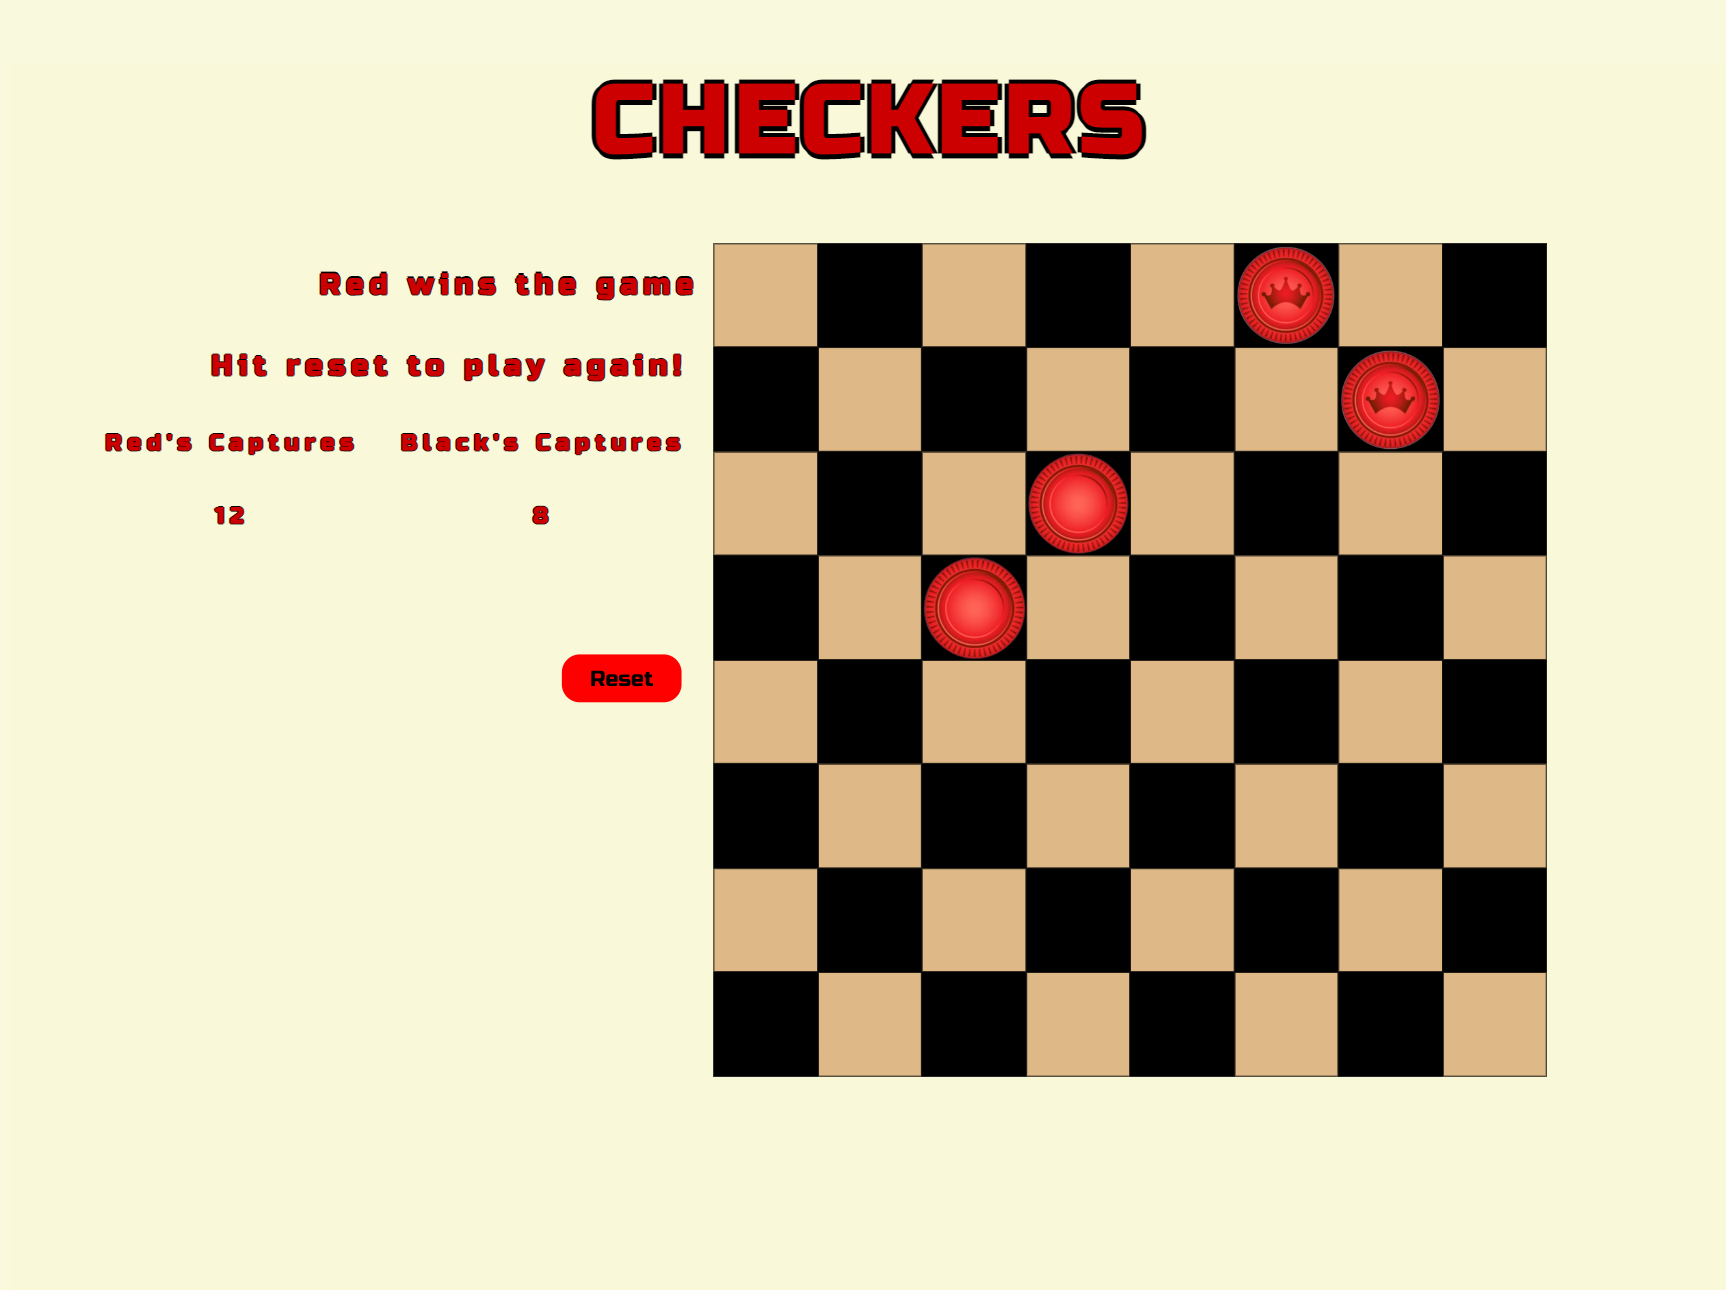 CHECKERS
Red wins the game
Hit reset to play again!
Red's Captures Black's Captures
12 8
Reset